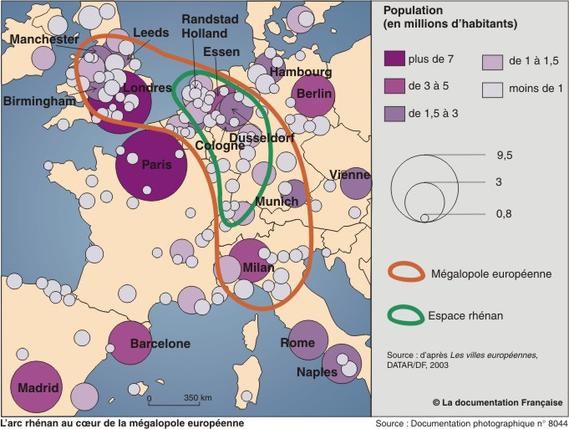 Manchester
Leeds
Randstad
Holland
Essen
Hambourg
Berlin
Birmingham
Londres
Cologne
Dusseldorf
Paris
Vienne
Munich
Milan
Barcelone
Rome
Naples
Madrid
0 350 km
Population
(en millions d'habitants)
plus de 7
de 3 à 5
de 1,5 à 3
de 1 à 1,5
moins de 1
9,5
3
0,8
Mégalopole européenne
Espace rhénan
Source : d'après Les villes européennes,
DATAR/DF, 2003
© La documentation Française
L'arc rhénan au cœur de la mégalopole européenne
Source : Documentation photographique n° 8044